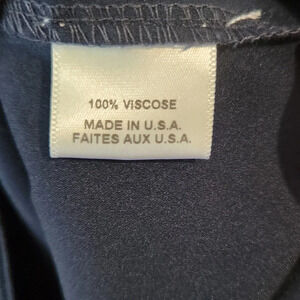 100% VISCOSE
MADE IN U.S.A.
FAITES AUX U.S.A.